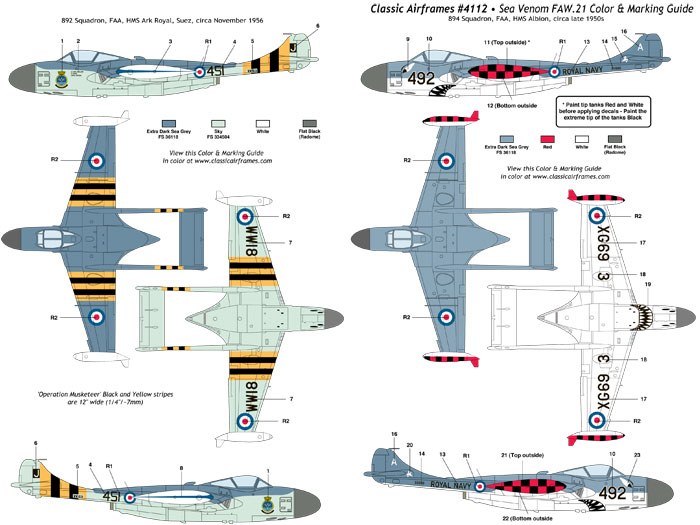 892 Squadron, FAA, HMS Ark Royal, Suez, circa November 1956
Classic Airframes #4112 • Sea Venom FAW.21 Color & Marking Guide
894 Squadron, FAA, HMS Albion, circa late 1950s
1
2
3
4
R1
5
6
451
Extra Dark Sea Grey
FS 36118
Sky
FS 334584
White
Flat Black
(Radome)
View this Color & Marking Guide
in color at www.classicairframes.com
R2
R2
R2
7
WW18
WW18
7
R2
'Operation Musketeer' Black and Yellow stripes
are 12" wide (1/4"/~7mm)
6
5
4
R1
8
1
451
9
10
11 (Top outside) *
R1
13
14
15
16
492
ROYAL NAVY
A
12 (Bottom outside
* Paint tip tanks Red and White
before applying decals - Paint the
extreme tip of the tanks Black
Extra Dark Sea Grey
FS 36118
Red
White
Flat Black
(Radome)
View this Color & Marking Guide
in color at www.classicairframes.com
R2
R2
R2
17
18
19
XG69 3
XG69 3
18
17
R2
16
20
14
13
R1
21 (Top outside)
10
23
A
ROYAL NAVY
492
22 (Bottom outside